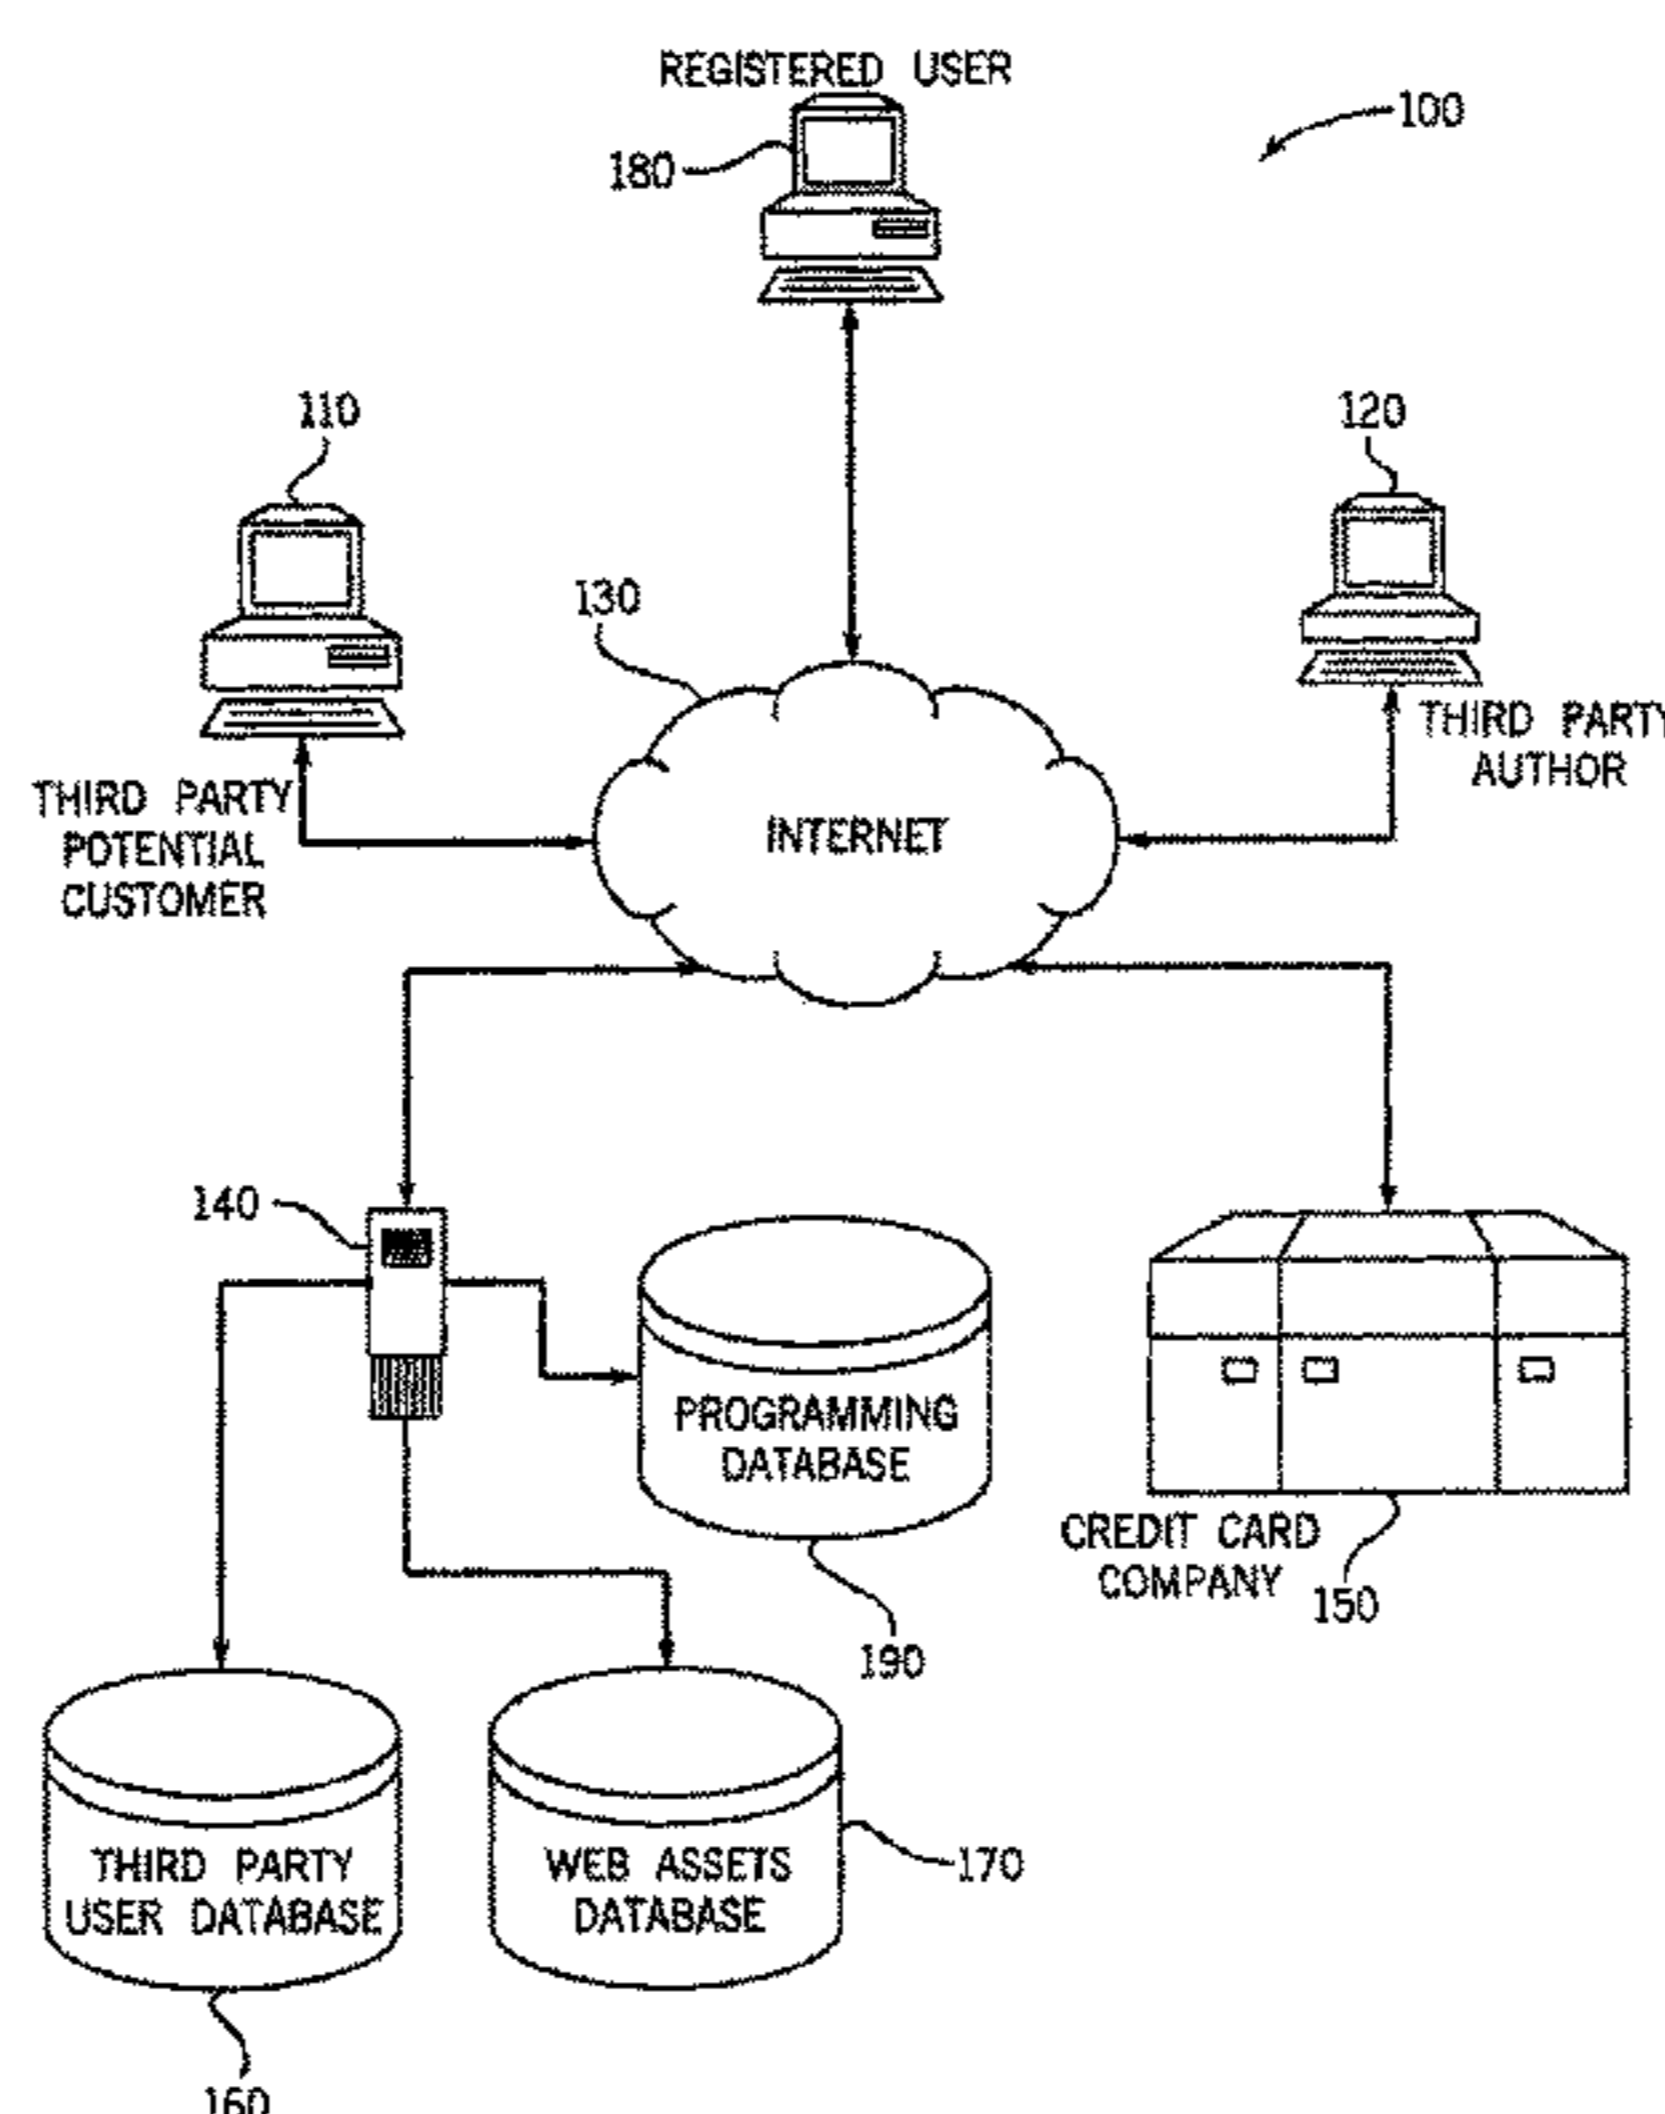 REGISTERED USER
100
180
110
120
130
THIRD PARTY
AUTHOR
THIRD PARTY
POTENTIAL
CUSTOMER
INTERNET
140
PROGRAMMING
DATABASE
CREDIT CARD
COMPANY
150
190
THIRD PARTY
USER DATABASE
WEB ASSETS
DATABASE
170
160